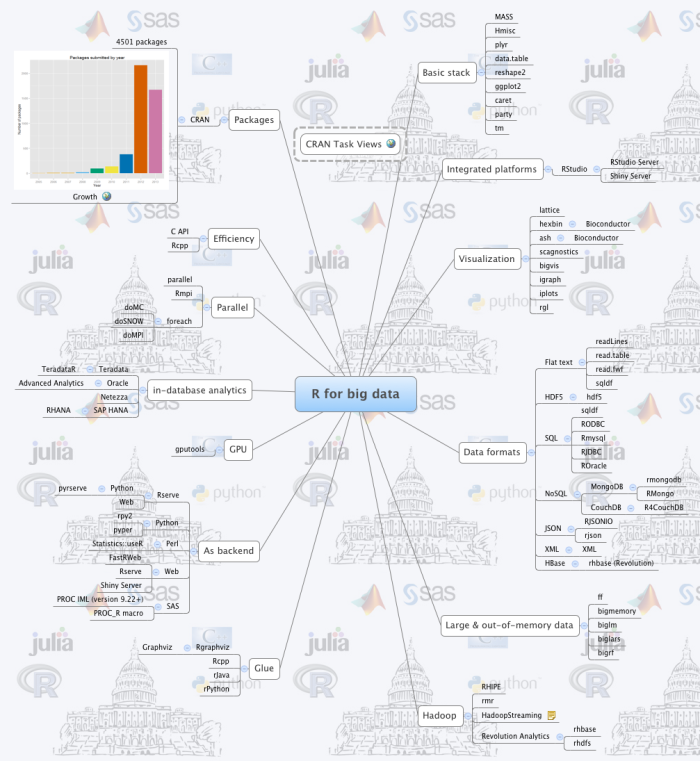 R for big data
CRAN Task Views
Packages
CRAN
4501 packages
Packages submitted by year
Number of packages
Year
Growth
Efficiency
C API
Rcpp
Parallel
parallel
Rmpi
foreach
doMC
doSNOW
doMPI
in-database analytics
Teradata
TeradataR
Oracle
Advanced Analytics
Netezza
SAP HANA
RHANA
GPU
gputools
As backend
Rserve
Python
pyrserve
Web
Python
rpy2
pyper
Perl
Statistics::useR
Web
FastRWeb
Rserve
Shiny Server
SAS
PROC IML (version 9.22+)
PROC_R macro
Glue
Rgraphviz
Graphviz
Rcpp
rJava
rPython
Basic stack
MASS
Hmisc
plyr
data.table
reshape2
ggplot2
caret
party
tm
Integrated platforms
RStudio
RStudio Server
Shiny Server
Visualization
lattice
hexbin
Bioconductor
ash
Bioconductor
scagnostics
bigvis
igraph
iplots
rgl
Data formats
Flat text
readLines
read.table
read.fwf
sqldf
HDF5
hdf5
SQL
sqldf
RODBC
Rmysql
RJDBC
ROracle
NoSQL
MongoDB
rmongodb
RMongo
CouchDB
R4CouchDB
JSON
RJSONIO
rjson
XML
XML
HBase
rhbase (Revolution)
Large & out-of-memory data
ff
bigmemory
biglm
biglars
bigrf
Hadoop
RHIPE
rmr
HadoopStreaming
Revolution Analytics
rhbase
rhdfs
sas
julia
R
python